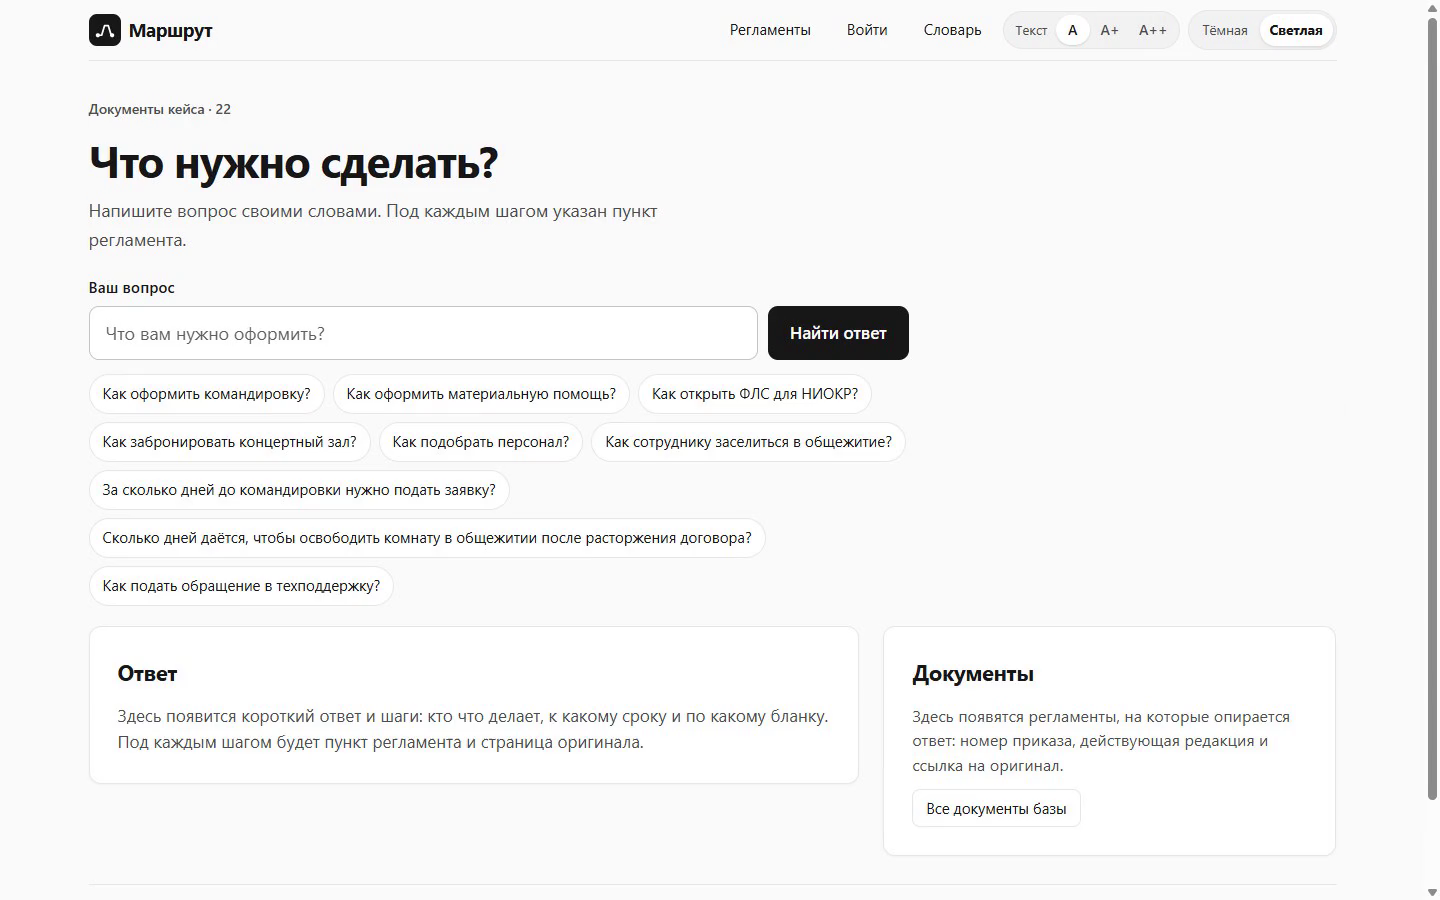 Маршрут
Регламенты
Войти
Словарь
Текст
A
A+
A++
Тёмная
Светлая
Документы кейса · 22
Что нужно сделать?
Напишите вопрос своими словами. Под каждым шагом указан пункт
регламента.
Ваш вопрос
Что вам нужно оформить?
Найти ответ
Как оформить командировку?
Как оформить материальную помощь?
Как открыть ФЛС для НИОКР?
Как забронировать концертный зал?
Как подобрать персонал?
Как сотруднику заселиться в общежитие?
За сколько дней до командировки нужно подать заявку?
Сколько дней даётся, чтобы освободить комнату в общежитии после расторжения договора?
Как подать обращение в техподдержку?
Ответ
Здесь появится короткий ответ и шаги: кто что делает, к какому сроку и по какому бланку.
Под каждым шагом будет пункт регламента и страница оригинала.
Документы
Здесь появятся регламенты, на которые опирается
ответ: номер приказа, действующая редакция и
ссылка на оригинал.
Все документы базы